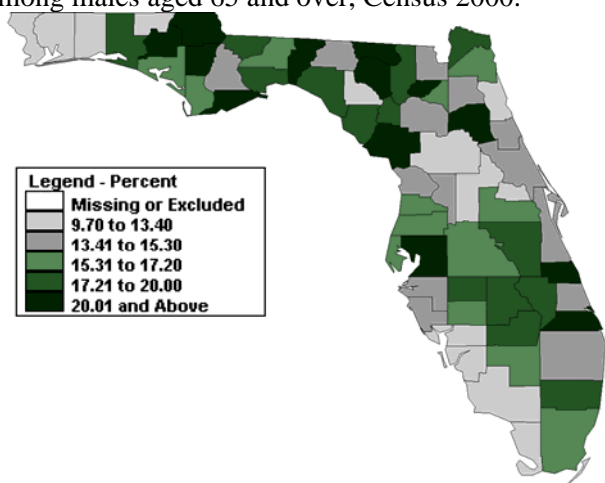 among males aged 65 and over, Census 2000.
Legend - Percent
Missing or Excluded
9.70 to 13.40
13.41 to 15.30
15.31 to 17.20
17.21 to 20.00
20.01 and Above